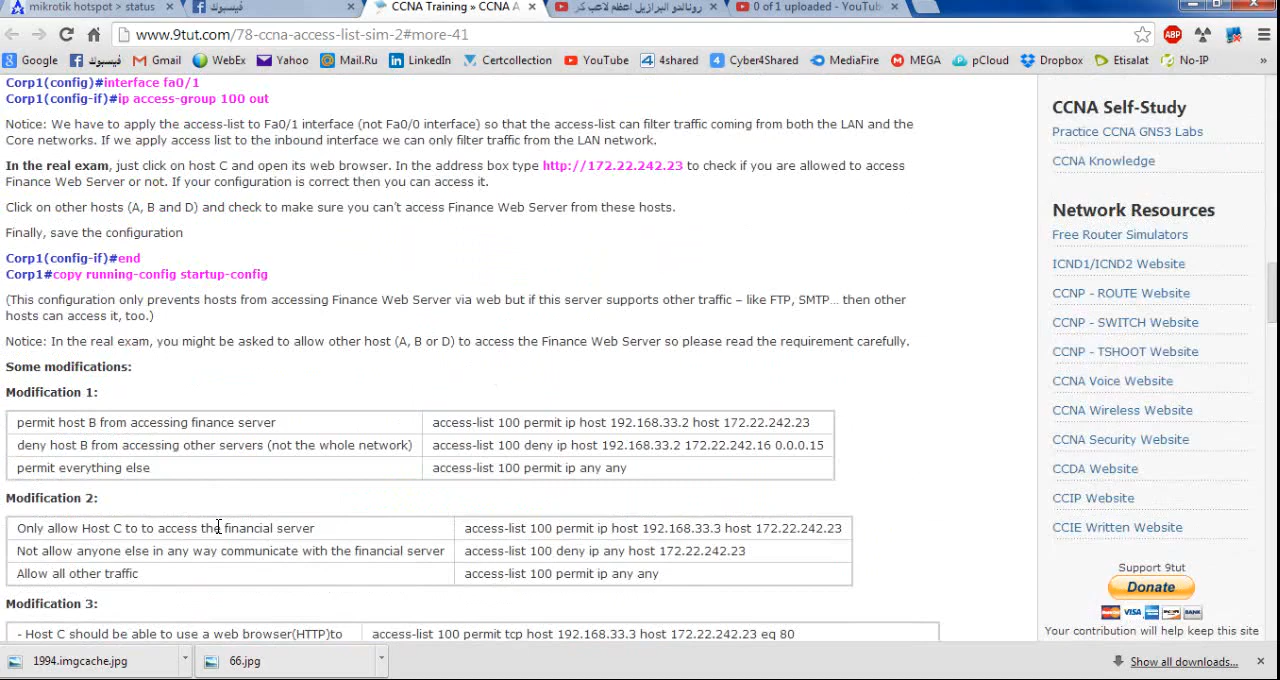 mikrotik hotspot > status
فيسبوك
CCNA Training » CCNA A
رونالدو البرازيل اعظم لاعب كر
0 of 1 uploaded - YouTub
www.9tut.com/78-ccna-access-list-sim-2#more-41
ABP
Google فيسبوك Gmail WebEx Yahoo Mail.Ru LinkedIn Certcollection YouTube 4shared Cyber4Shared MediaFire MEGA pCloud Dropbox Etisalat No-IP »
Corp1(config)#interface fa0/1
Corp1(config-if)#ip access-group 100 out
Notice: We have to apply the access-list to Fa0/1 interface (not Fa0/0 interface) so that the access-list can filter traffic coming from both the LAN and the
Core networks. If we apply access list to the inbound interface we can only filter traffic from the LAN network.
In the real exam, just click on host C and open its web browser. In the address box type http://172.22.242.23 to check if you are allowed to access
Finance Web Server or not. If your configuration is correct then you can access it.
Click on other hosts (A, B and D) and check to make sure you can't access Finance Web Server from these hosts.
Finally, save the configuration
Corp1(config-if)#end
Corp1#copy running-config startup-config
(This configuration only prevents hosts from accessing Finance Web Server via web but if this server supports other traffic – like FTP, SMTP... then other
hosts can access it, too.)
Notice: In the real exam, you might be asked to allow other host (A, B or D) to access the Finance Web Server so please read the requirement carefully.
Some modifications:
Modification 1:
permit host B from accessing finance server access-list 100 permit ip host 192.168.33.2 host 172.22.242.23
deny host B from accessing other servers (not the whole network) access-list 100 deny ip host 192.168.33.2 172.22.242.16 0.0.0.15
permit everything else access-list 100 permit ip any any
Modification 2:
Only allow Host C to to access the financial server access-list 100 permit ip host 192.168.33.3 host 172.22.242.23
Not allow anyone else in any way communicate with the financial server access-list 100 deny ip any host 172.22.242.23
Allow all other traffic access-list 100 permit ip any any
Modification 3:
- Host C should be able to use a web browser(HTTP)to access-list 100 permit tcp host 192.168.33.3 host 172.22.242.23 eq 80
CCNA Self-Study
Practice CCNA GNS3 Labs
CCNA Knowledge
Network Resources
Free Router Simulators
ICND1/ICND2 Website
CCNP - ROUTE Website
CCNP - SWITCH Website
CCNP - TSHOOT Website
CCNA Voice Website
CCNA Wireless Website
CCNA Security Website
CCDA Website
CCIP Website
CCIE Written Website
Support 9tut
Donate
VISA
BANK
Your contribution will help keep this site
1994.imgcache.jpg
66.jpg
Show all downloads...